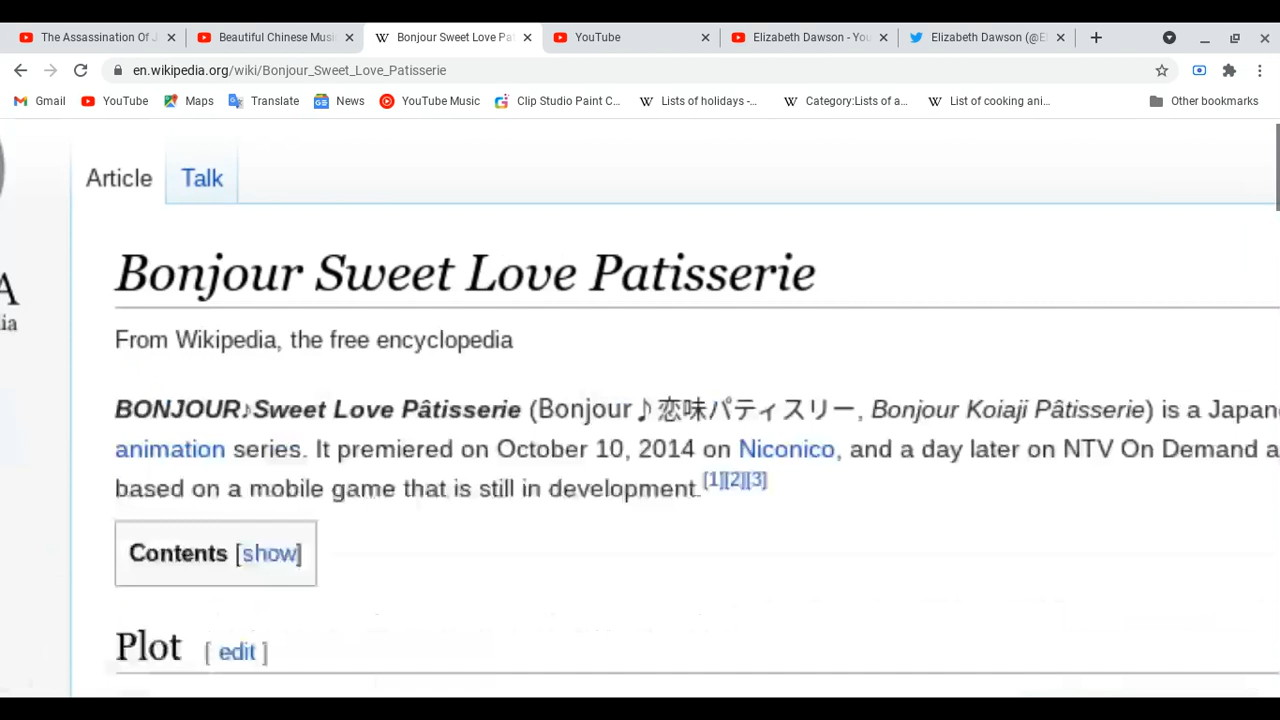 The Assassination Of J
Beautiful Chinese Musi
Bonjour Sweet Love Pat
YouTube
Elizabeth Dawson - You
Elizabeth Dawson (@El
en.wikipedia.org/wiki/Bonjour_Sweet_Love_Patisserie
Gmail
YouTube
Maps
Translate
News
YouTube Music
Clip Studio Paint C...
Lists of holidays -...
Category:Lists of a...
List of cooking ani...
Other bookmarks
A
ia
Article
Talk
Bonjour Sweet Love Patisserie
From Wikipedia, the free encyclopedia
BONJOUR♪Sweet Love Pâtisserie (Bonjour♪恋味パティスリー, Bonjour Koiaji Pâtisserie) is a Japan
animation series. It premiered on October 10, 2014 on Niconico, and a day later on NTV On Demand a
based on a mobile game that is still in development.[1][2][3]
Contents [show]
Plot [ edit ]